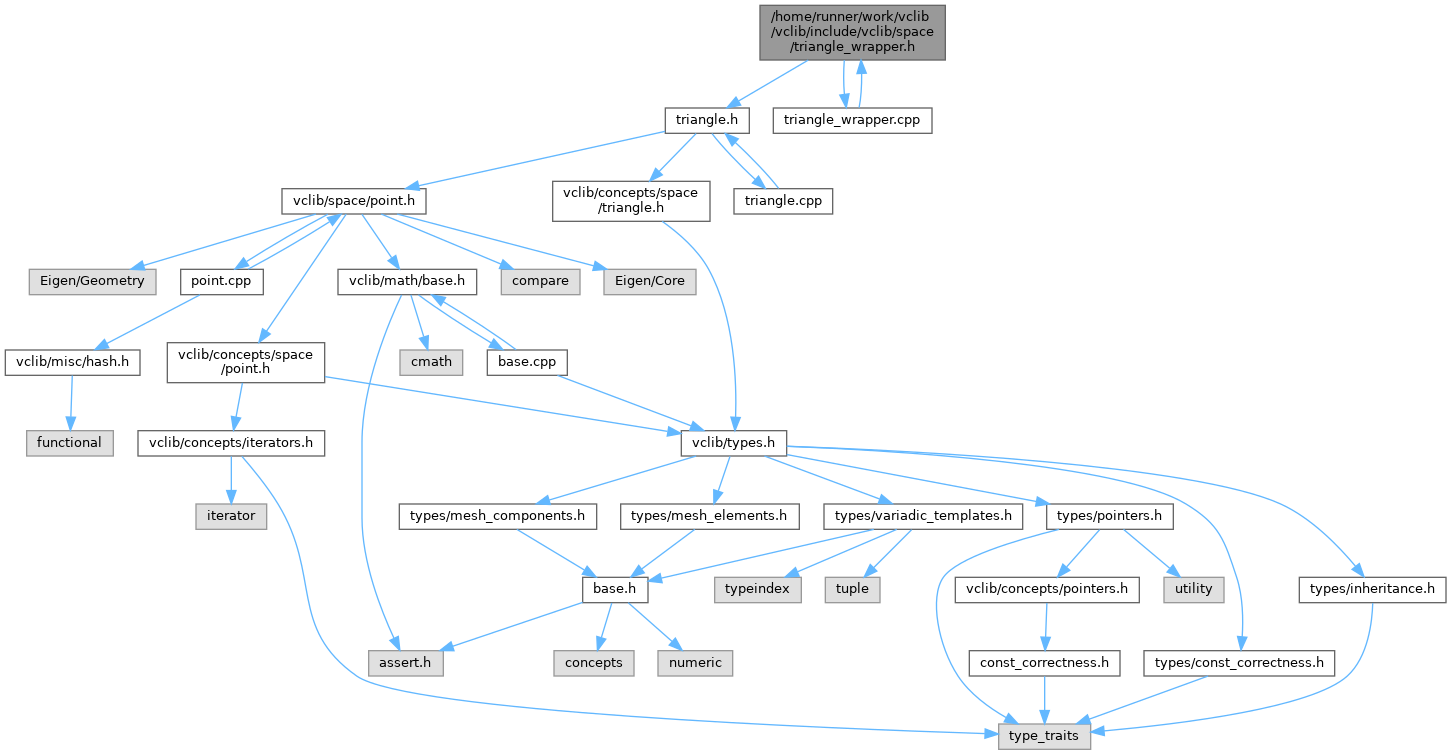 /home/runner/work/vclib
/vclib/include/vclib/space
/triangle_wrapper.h
triangle.h
triangle_wrapper.cpp
vclib/space/point.h
vclib/concepts/space
/triangle.h
triangle.cpp
Eigen/Geometry
point.cpp
vclib/math/base.h
compare
Eigen/Core
vclib/misc/hash.h
vclib/concepts/space
/point.h
cmath
base.cpp
functional
vclib/concepts/iterators.h
vclib/types.h
iterator
types/mesh_components.h
types/mesh_elements.h
types/variadic_templates.h
types/pointers.h
base.h
typeindex
tuple
vclib/concepts/pointers.h
utility
types/inheritance.h
assert.h
concepts
numeric
const_correctness.h
types/const_correctness.h
type_traits